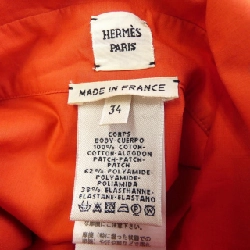 HERMÈS
PARIS
MADE IN FRANCE
34
CORPS
BODY-CUERPO
100% COTON-
COTTON-ALGODON
PATCH-PATCH-
PATCH
62% POLYAMIDE-
POLYAMIDE-
POLIAMIDA
38% ELASTHANNE-
ELASTANE-ELASTANO